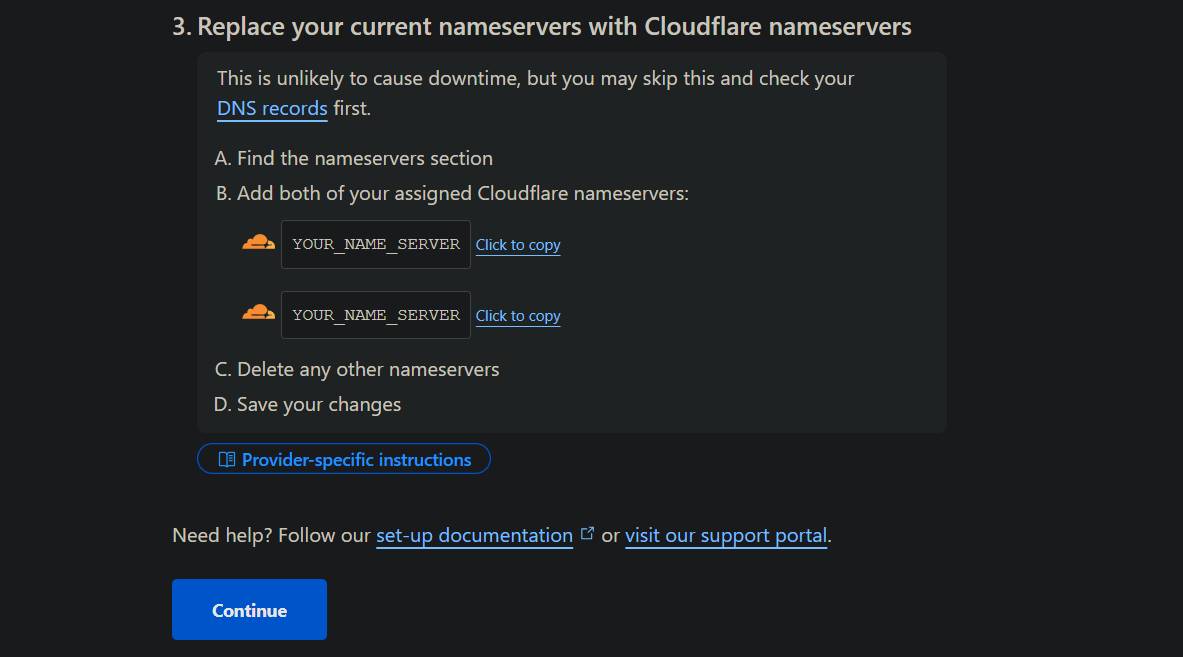 3. Replace your current nameservers with Cloudflare nameservers
This is unlikely to cause downtime, but you may skip this and check your
DNS records first.
A. Find the nameservers section
B. Add both of your assigned Cloudflare nameservers:
YOUR_NAME_SERVER Click to copy
YOUR_NAME_SERVER Click to copy
C. Delete any other nameservers
D. Save your changes
Provider-specific instructions
Need help? Follow our set-up documentation or visit our support portal.
Continue